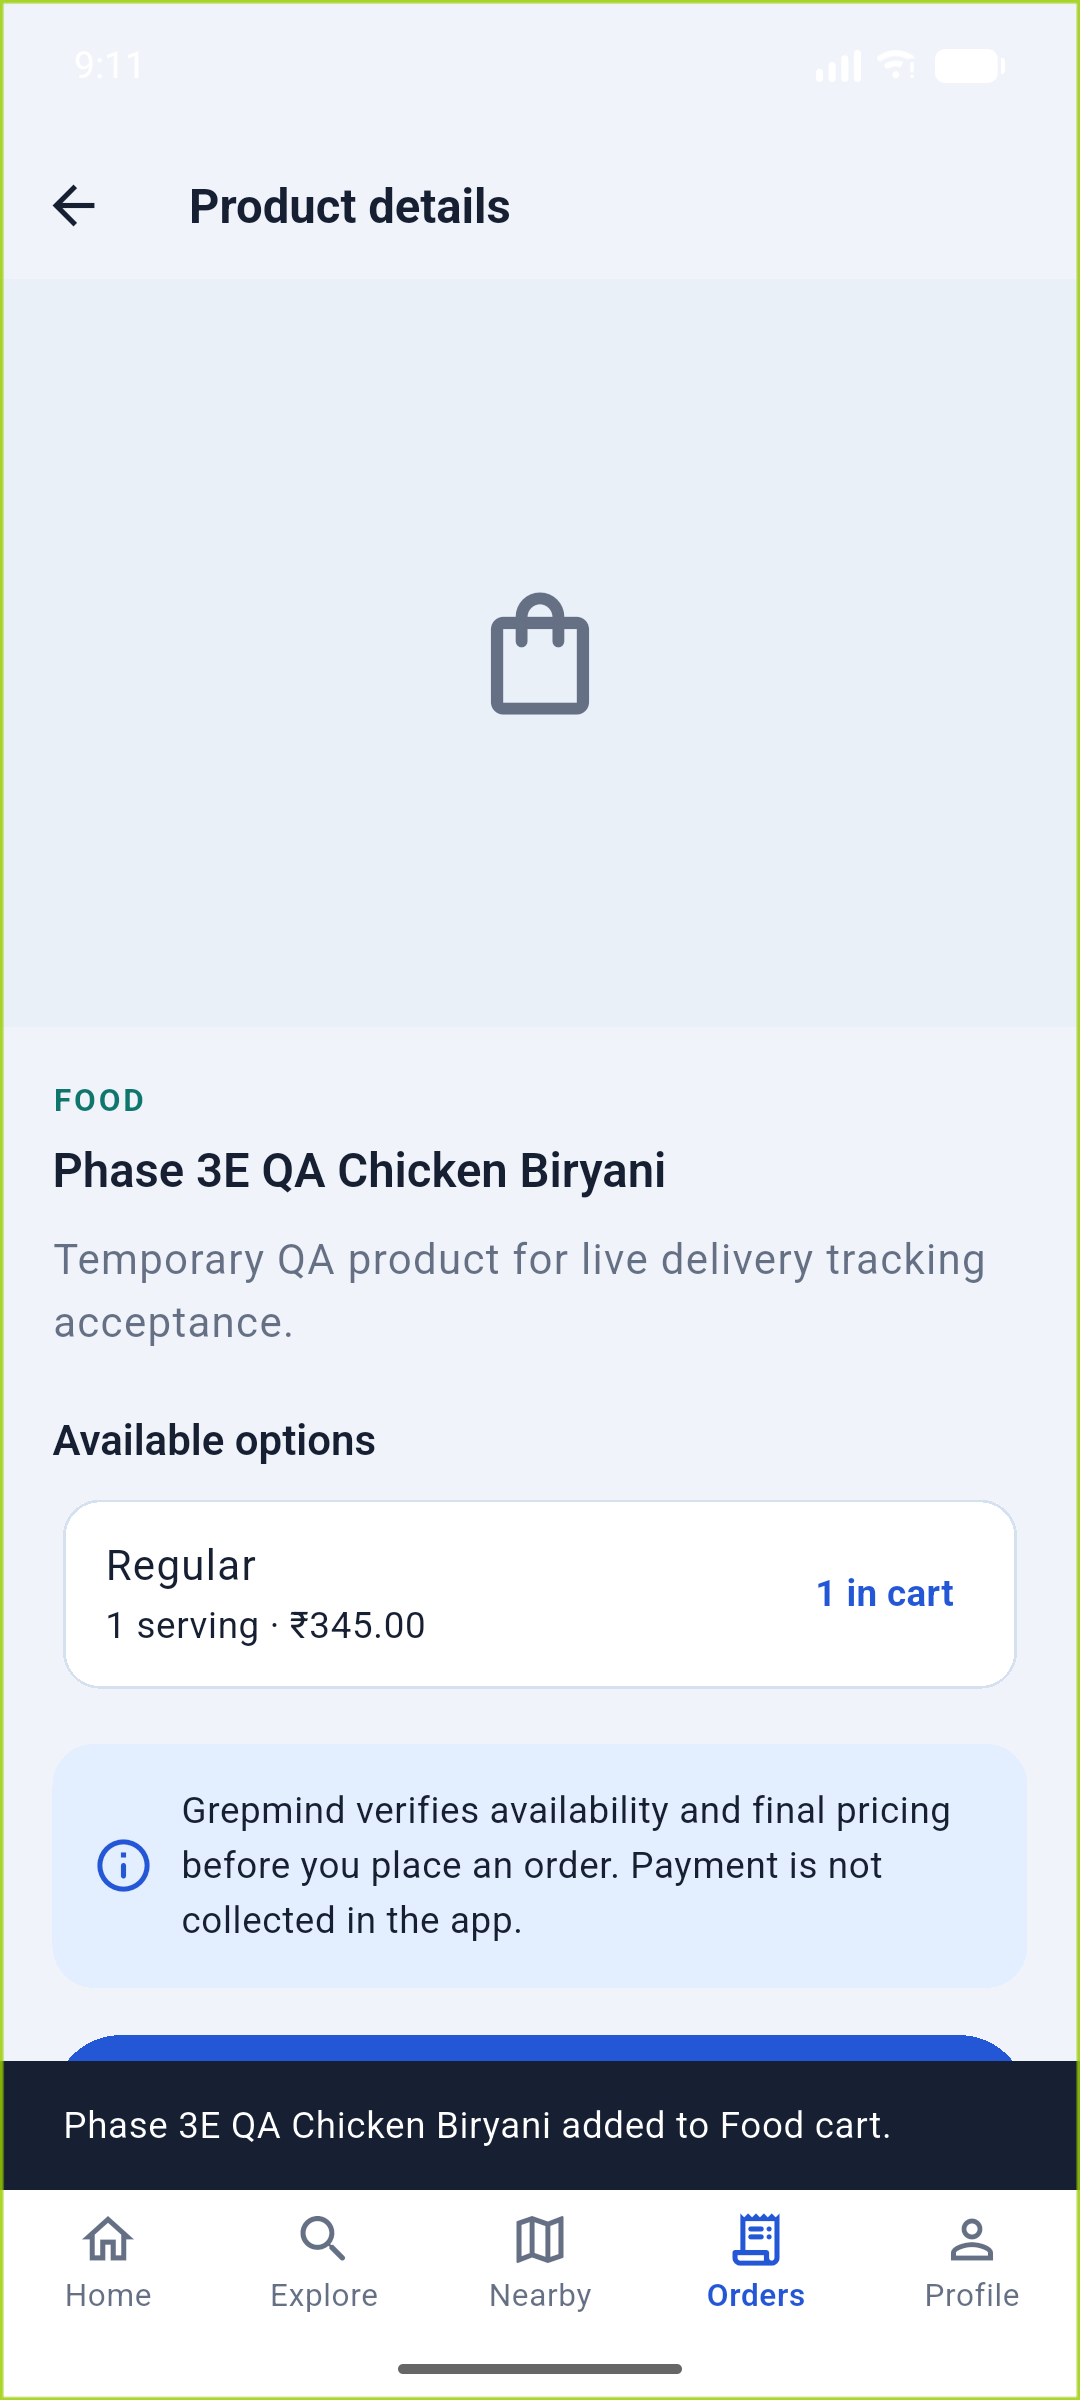 9:11
Product details
FOOD
Phase 3E QA Chicken Biryani
Temporary QA product for live delivery tracking
acceptance.
Available options
Regular
1 serving · ₹345.00
1 in cart
Grepmind verifies availability and final pricing
before you place an order. Payment is not
collected in the app.
Phase 3E QA Chicken Biryani added to Food cart.
Home
Explore
Nearby
Orders
Profile